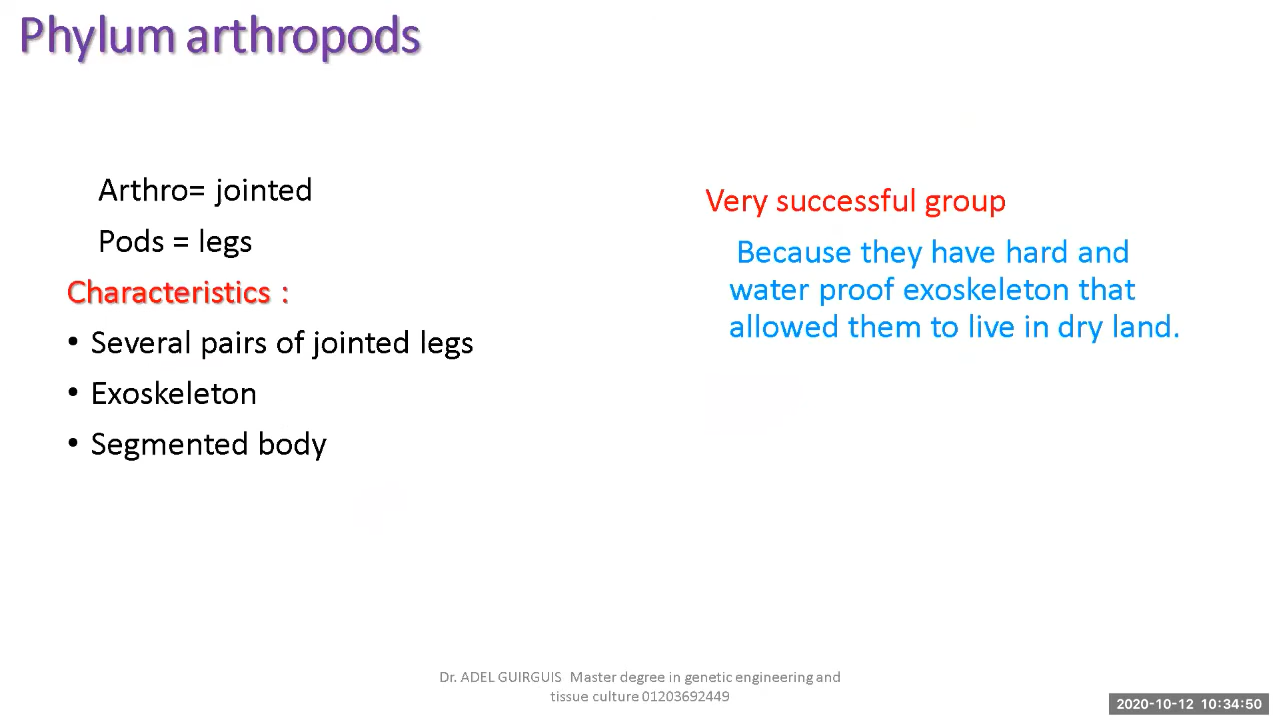 Phylum arthropods
Arthro= jointed
Pods = legs
Characteristics :
• Several pairs of jointed legs
• Exoskeleton
• Segmented body
Very successful group
Because they have hard and
water proof exoskeleton that
allowed them to live in dry land.
Dr. ADEL GUIRGUIS Master degree in genetic engineering and
tissue culture 01203692449
2020-10-12 10:34:50